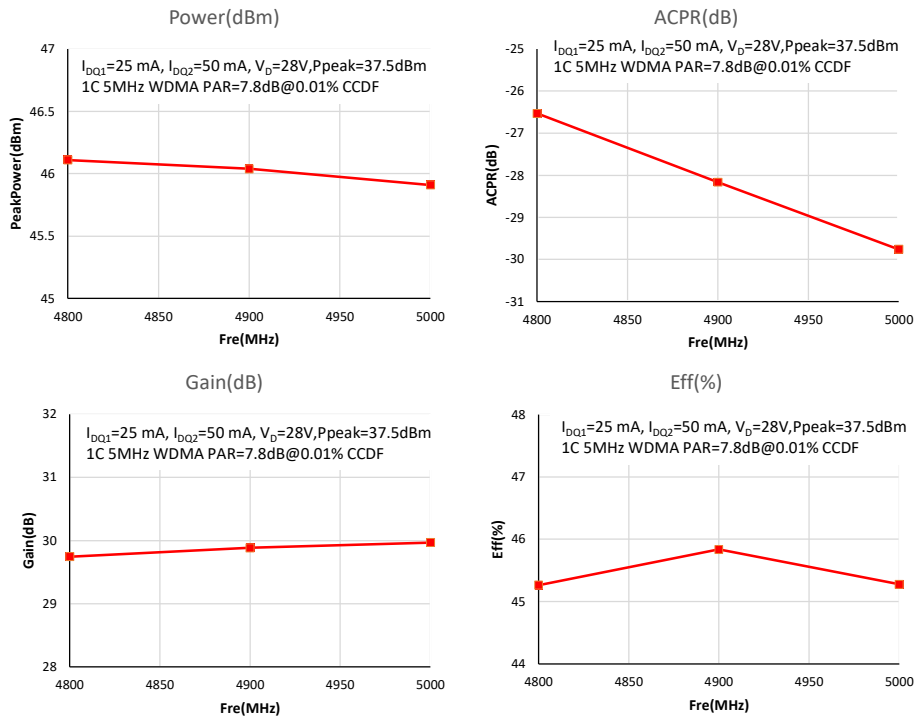 Power(dBm)
47
I_DQ1=25 mA, I_DQ2=50 mA, V_D=28V,Ppeak=37.5dBm
1C 5MHz WDMA PAR=7.8dB@0.01% CCDF
46.5
46
45.5
45
PeakPower(dBm)
4800 4850 4900 4950 5000
Fre(MHz)
ACPR(dB)
-25
I_DQ1=25 mA, I_DQ2=50 mA, V_D=28V,Ppeak=37.5dBm
1C 5MHz WDMA PAR=7.8dB@0.01% CCDF
-26
-27
-28
-29
-30
-31
ACPR(dB)
4800 4850 4900 4950 5000
Fre(MHz)
Gain(dB)
32
I_DQ1=25 mA, I_DQ2=50 mA, V_D=28V,Ppeak=37.5dBm
1C 5MHz WDMA PAR=7.8dB@0.01% CCDF
31
30
29
28
Gain(dB)
4800 4850 4900 4950 5000
Fre(MHz)
Eff(%)
48
I_DQ1=25 mA, I_DQ2=50 mA, V_D=28V,Ppeak=37.5dBm
1C 5MHz WDMA PAR=7.8dB@0.01% CCDF
47
46
45
44
Eff(%)
4800 4850 4900 4950 5000
Fre(MHz)